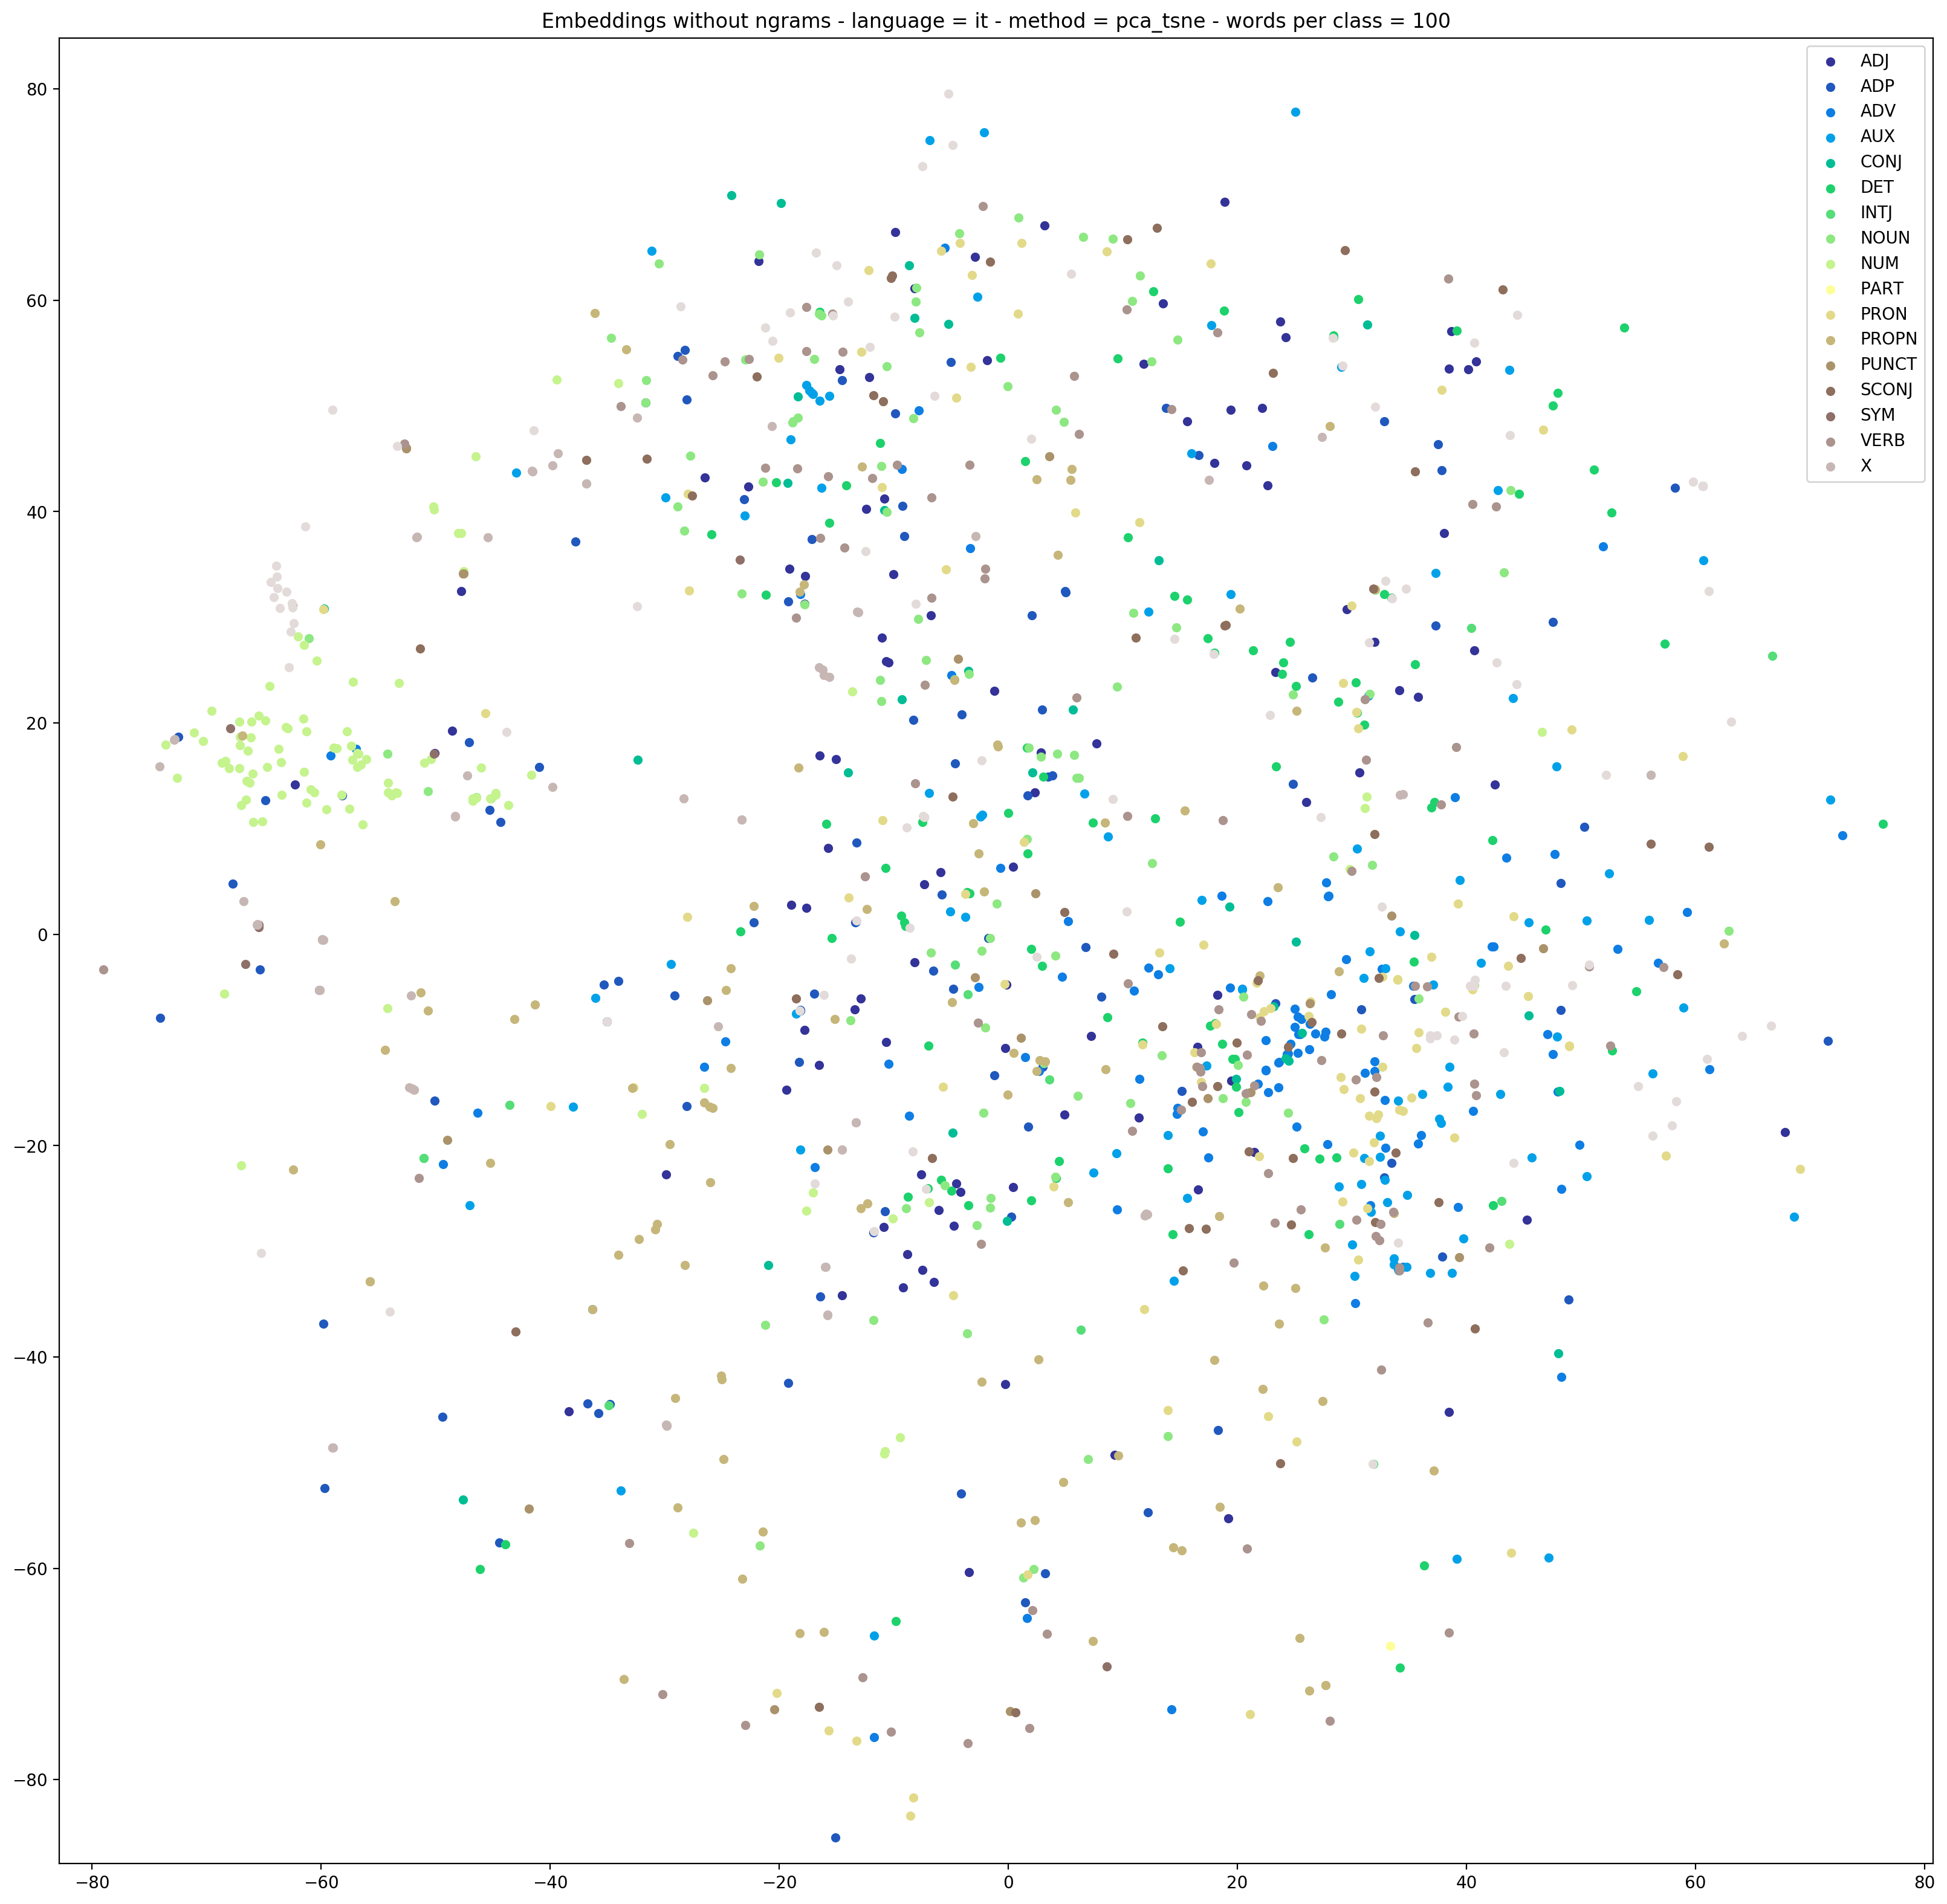 Embeddings without ngrams - language = it - method = pca_tsne - words per class = 100
ADJ
ADP
ADV
AUX
CONJ
DET
INTJ
NOUN
NUM
PART
PRON
PROPN
PUNCT
SCONJ
SYM
VERB
X
80
60
40
20
0
−20
−40
−60
−80
−80 −60 −40 −20 0 20 40 60 80